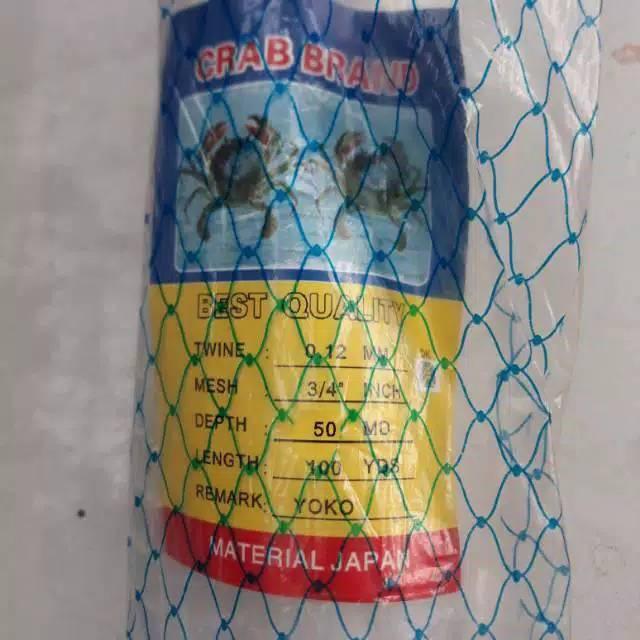 CRAB BRAND
BEST QUALITY
TWINE : 0.12 MM
MESH : 3/4" INCH
DEPTH : 50 MD
LENGTH : 100 YDS
REMARK: YOKO
MATERIAL JAPAN